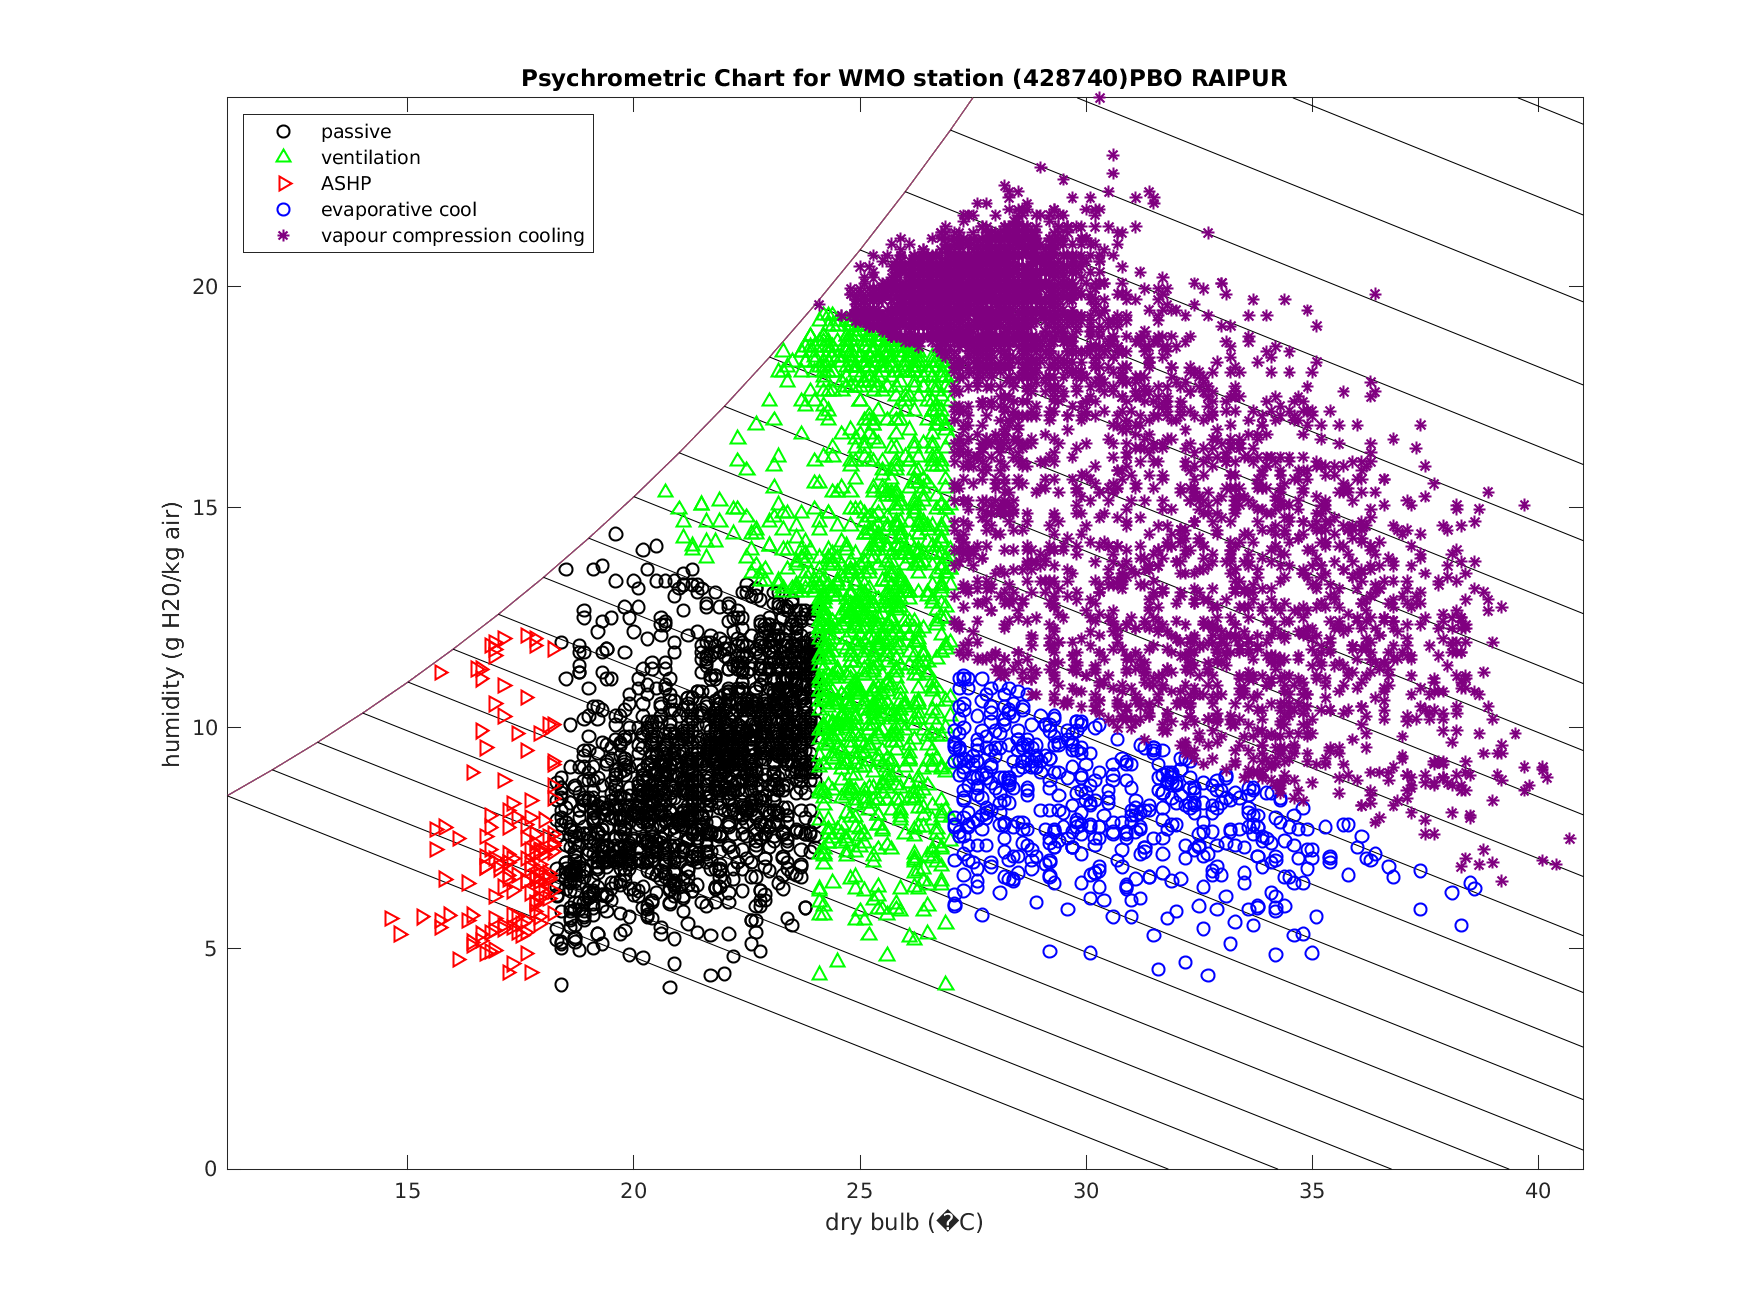 Psychrometric Chart for WMO station (428740)PBO RAIPUR
passive
ventilation
ASHP
evaporative cool
vapour compression cooling
humidity (g H20/kg air)
20
15
10
5
0
15 20 25 30 35 40
dry bulb (�C)